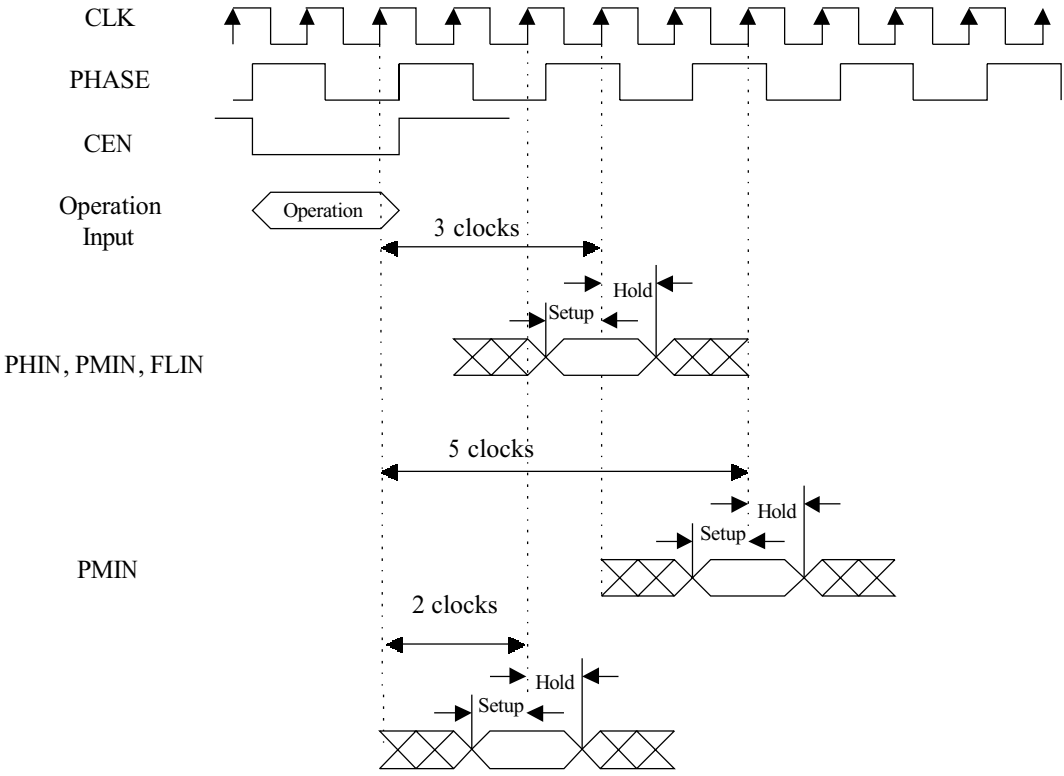 CLK
PHASE
CEN
Operation
Input
Operation
3 clocks
Hold
Setup
PHIN, PMIN, FLIN
5 clocks
Hold
Setup
PMIN
2 clocks
Hold
Setup